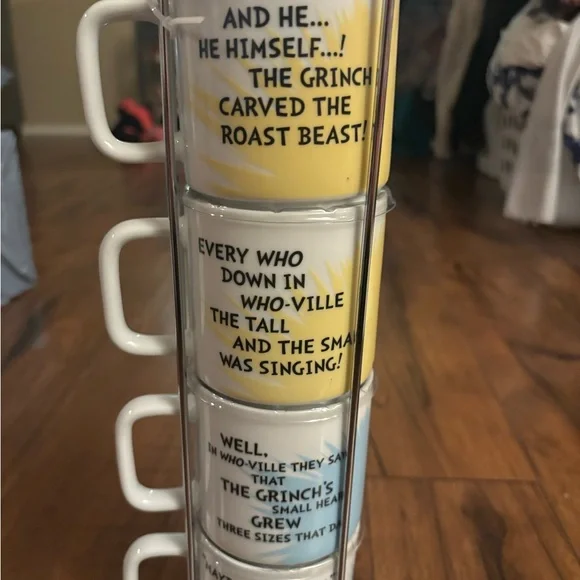 AND HE...
HE HIMSELF...!
THE GRINCH
CARVED THE
ROAST BEAST!
EVERY WHO
DOWN IN
WHO-VILLE
THE TALL
AND THE SMA
WAS SINGING!
WELL,
IN WHO-VILLE THEY SAY
THAT
THE GRINCH'S
SMALL HEAR
GREW
THREE SIZES THAT DA